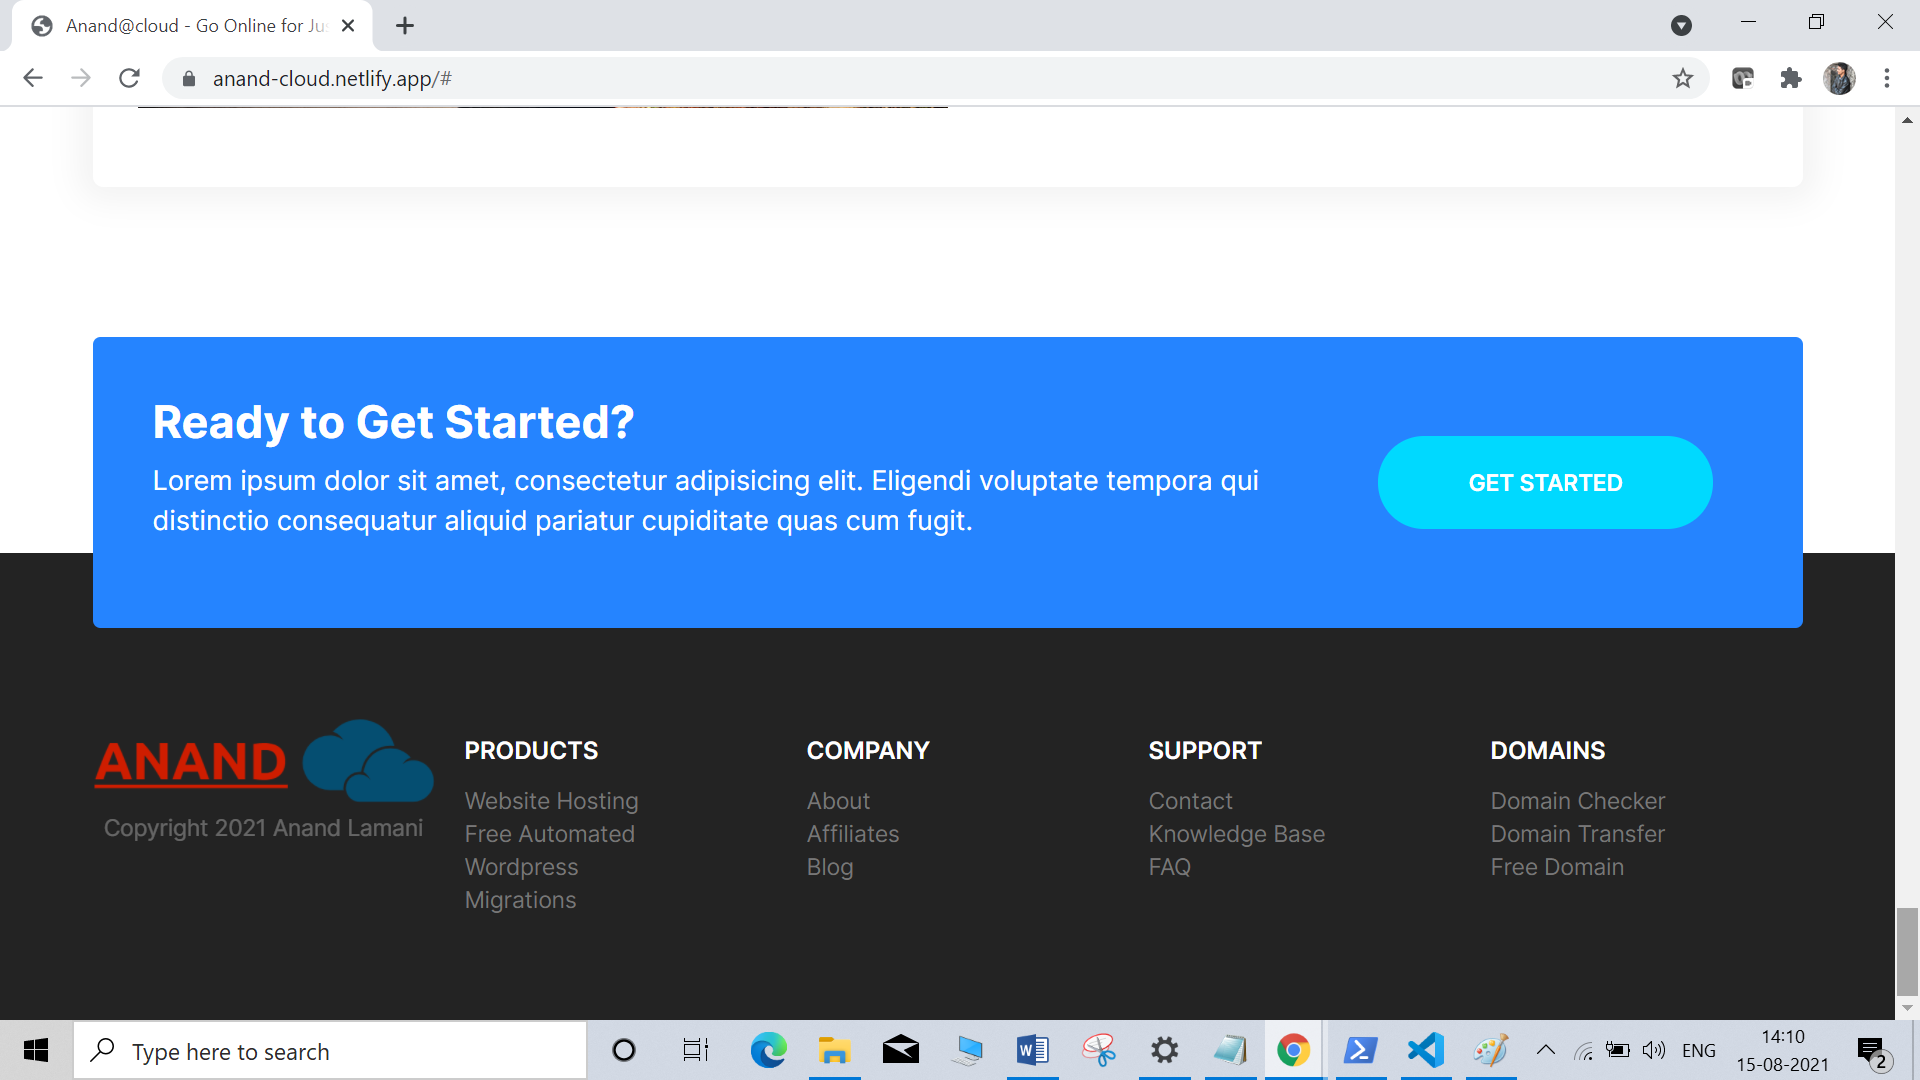 Anand@cloud - Go Online for Jus
anand-cloud.netlify.app/#
Ready to Get Started?
Lorem ipsum dolor sit amet, consectetur adipisicing elit. Eligendi voluptate tempora qui
distinctio consequatur aliquid pariatur cupiditate quas cum fugit.
GET STARTED
ANAND
Copyright 2021 Anand Lamani
PRODUCTS
Website Hosting
Free Automated
Wordpress
Migrations
COMPANY
About
Affiliates
Blog
SUPPORT
Contact
Knowledge Base
FAQ
DOMAINS
Domain Checker
Domain Transfer
Free Domain
Type here to search
ENG
14:10
15-08-2021
2